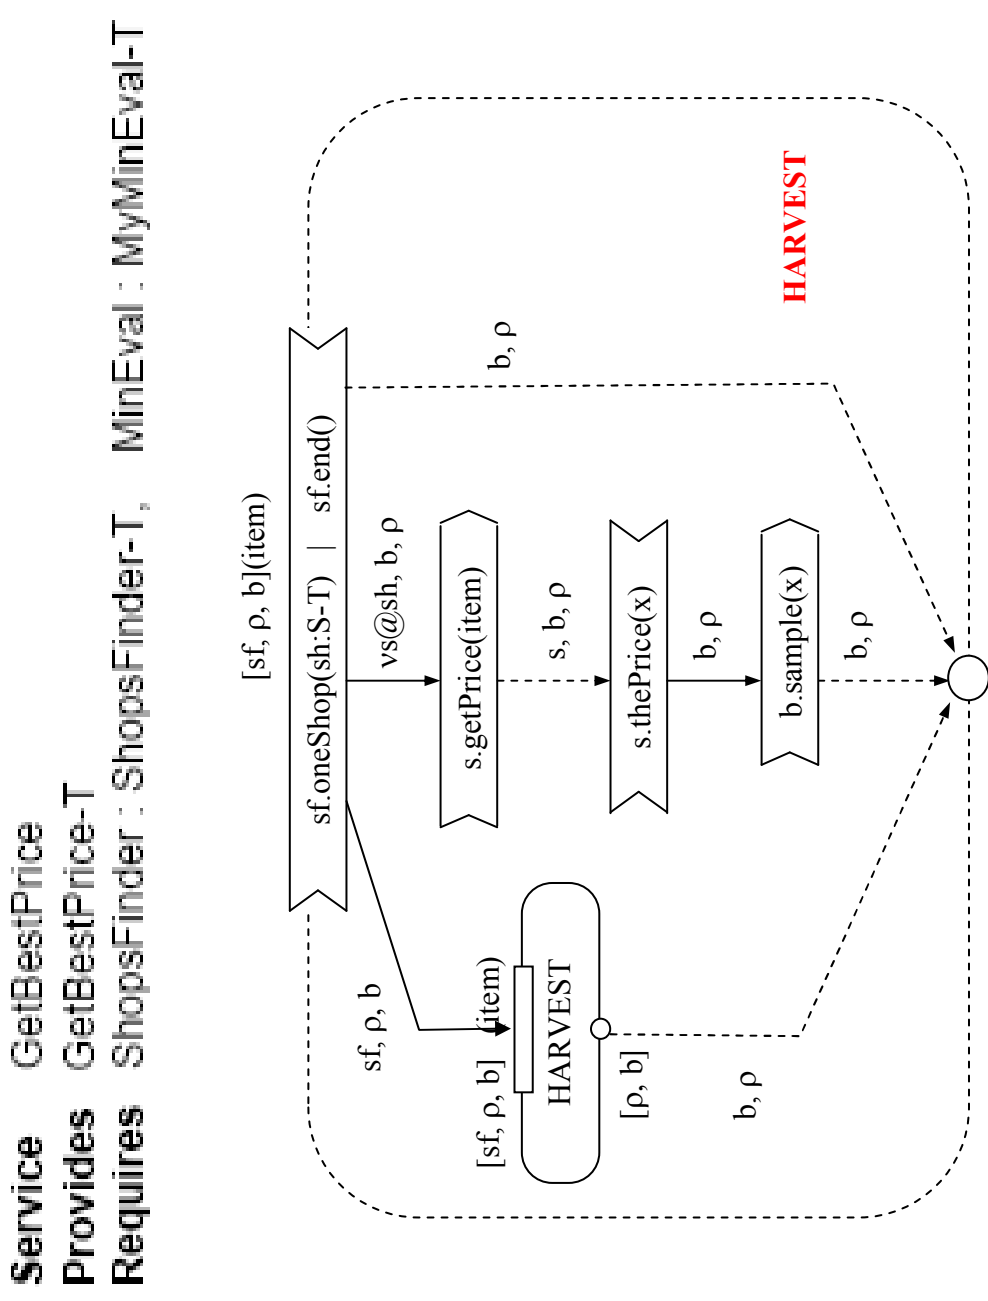 Service GetBestPrice
Provides GetBestPrice-T
Requires ShopsFinder : ShopsFinder-T, MinEval : MyMinEval-T
[sf, ρ, b](item)
sf.oneShop(sh:S-T) | sf.end()
sf, ρ, b
vs@sh, b, ρ
b, ρ
s.getPrice(item)
[sf, ρ, b] (item)
HARVEST
s, b, ρ
s.thePrice(x)
[ρ, b]
b, ρ
b, ρ
b.sample(x)
HARVEST
b, ρ